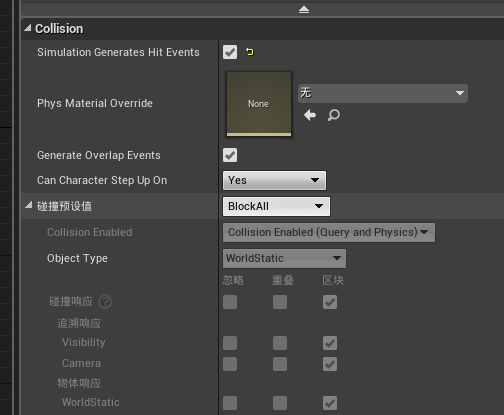 Collision
Simulation Generates Hit Events
Phys Material Override
None
无
Generate Overlap Events
Can Character Step Up On
Yes
碰撞预设值
BlockAll
Collision Enabled
Collision Enabled (Query and Physics)
Object Type
WorldStatic
忽略 重叠 区块
碰撞响应
追溯响应
Visibility
Camera
物体响应
WorldStatic